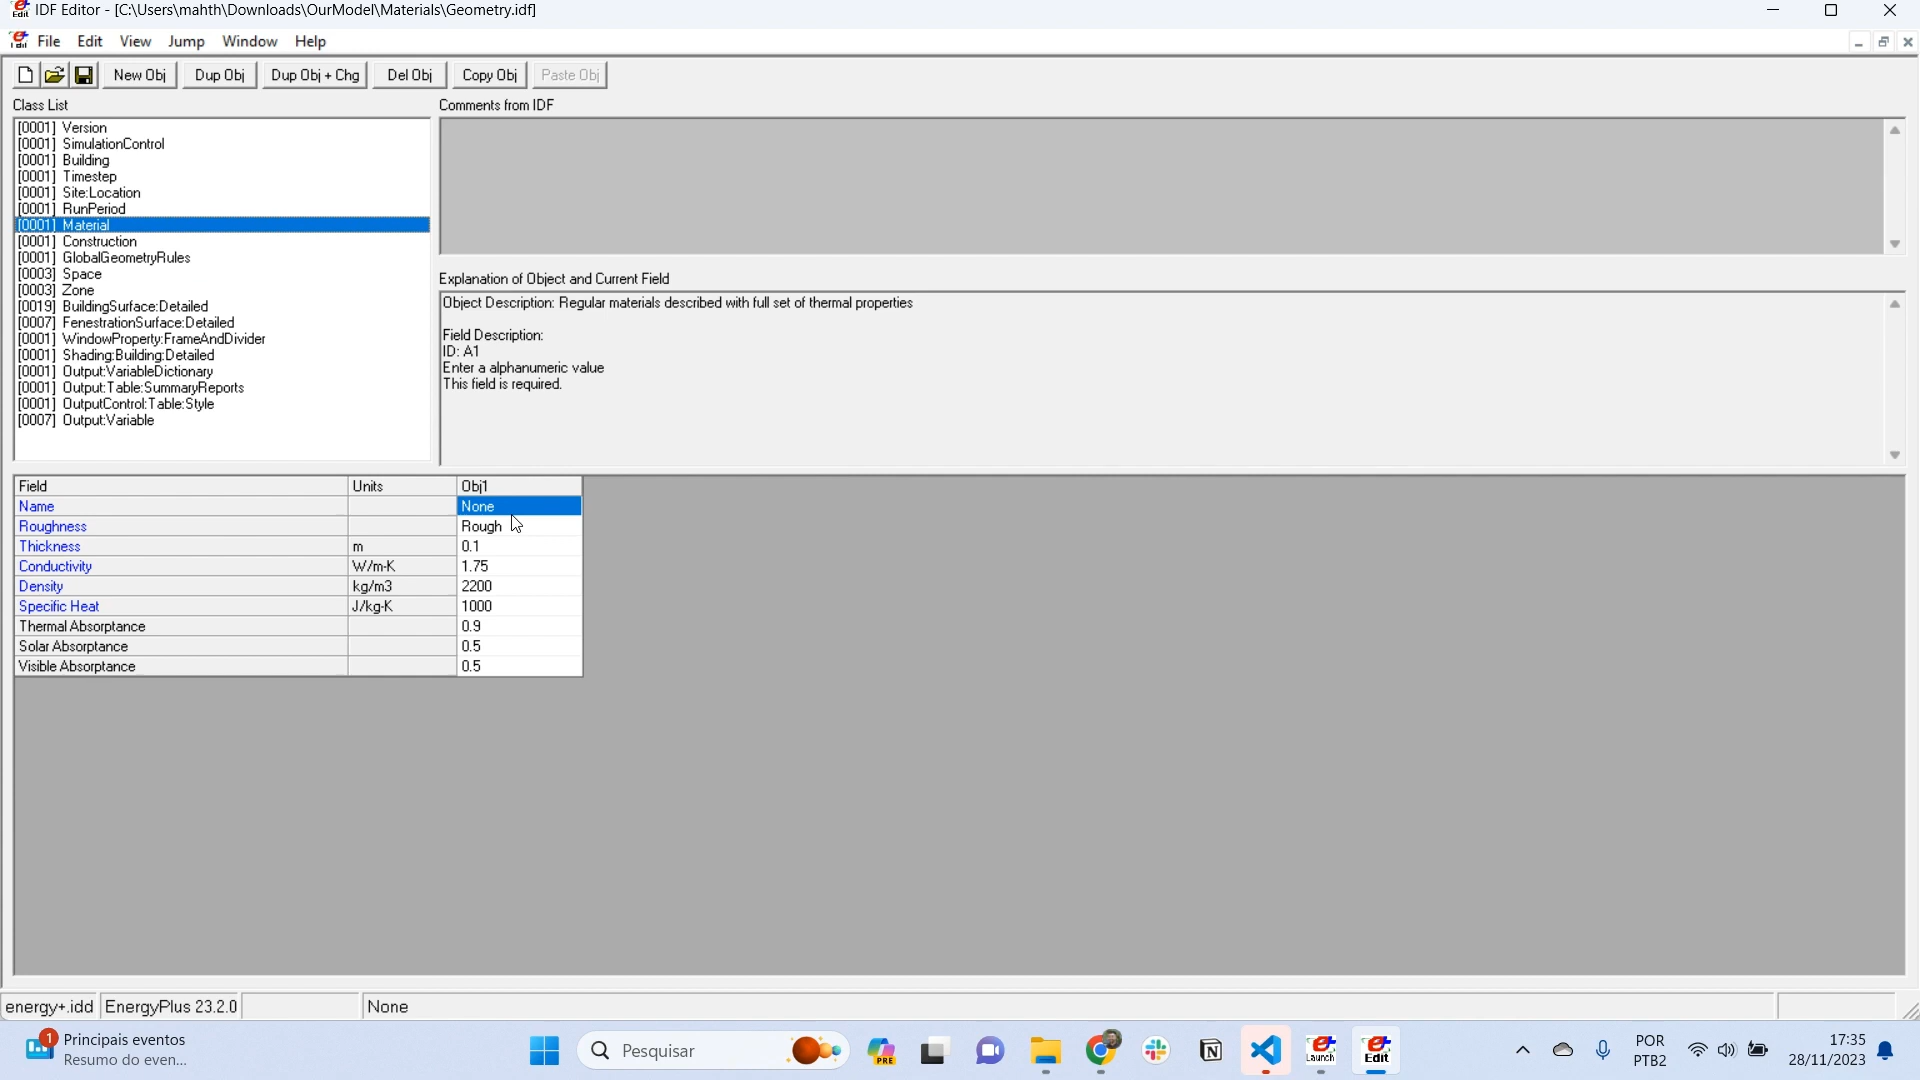 IDF Editor - [C:\Users\mahth\Downloads\OurModel\Materials\Geometry.idf]
File Edit View Jump Window Help
New Obj Dup Obj Dup Obj + Chg Del Obj Copy Obj Paste Obj
Class List
[0001] Version
[0001] SimulationControl
[0001] Building
[0001] Timestep
[0001] Site:Location
[0001] RunPeriod
[0001] Material
[0001] Construction
[0001] GlobalGeometryRules
[0003] Space
[0003] Zone
[0019] BuildingSurface:Detailed
[0007] FenestrationSurface:Detailed
[0001] WindowProperty:FrameAndDivider
[0001] Shading:Building:Detailed
[0001] Output:VariableDictionary
[0001] Output:Table:SummaryReports
[0001] OutputControl:Table:Style
[0007] Output:Variable
Comments from IDF
Explanation of Object and Current Field
Object Description: Regular materials described with full set of thermal properties
Field Description:
ID: A1
Enter a alphanumeric value
This field is required.
Field Units Obj1
Name None
Roughness Rough
Thickness m 0.1
Conductivity W/m-K 1.75
Density kg/m3 2200
Specific Heat J/kg-K 1000
Thermal Absorptance 0.9
Solar Absorptance 0.5
Visible Absorptance 0.5
energy+.idd EnergyPlus 23.2.0 None
1 Principais eventos
Resumo do even...
Pesquisar
PRE
Launch
Edit
POR
PTB2
17:35
28/11/2023